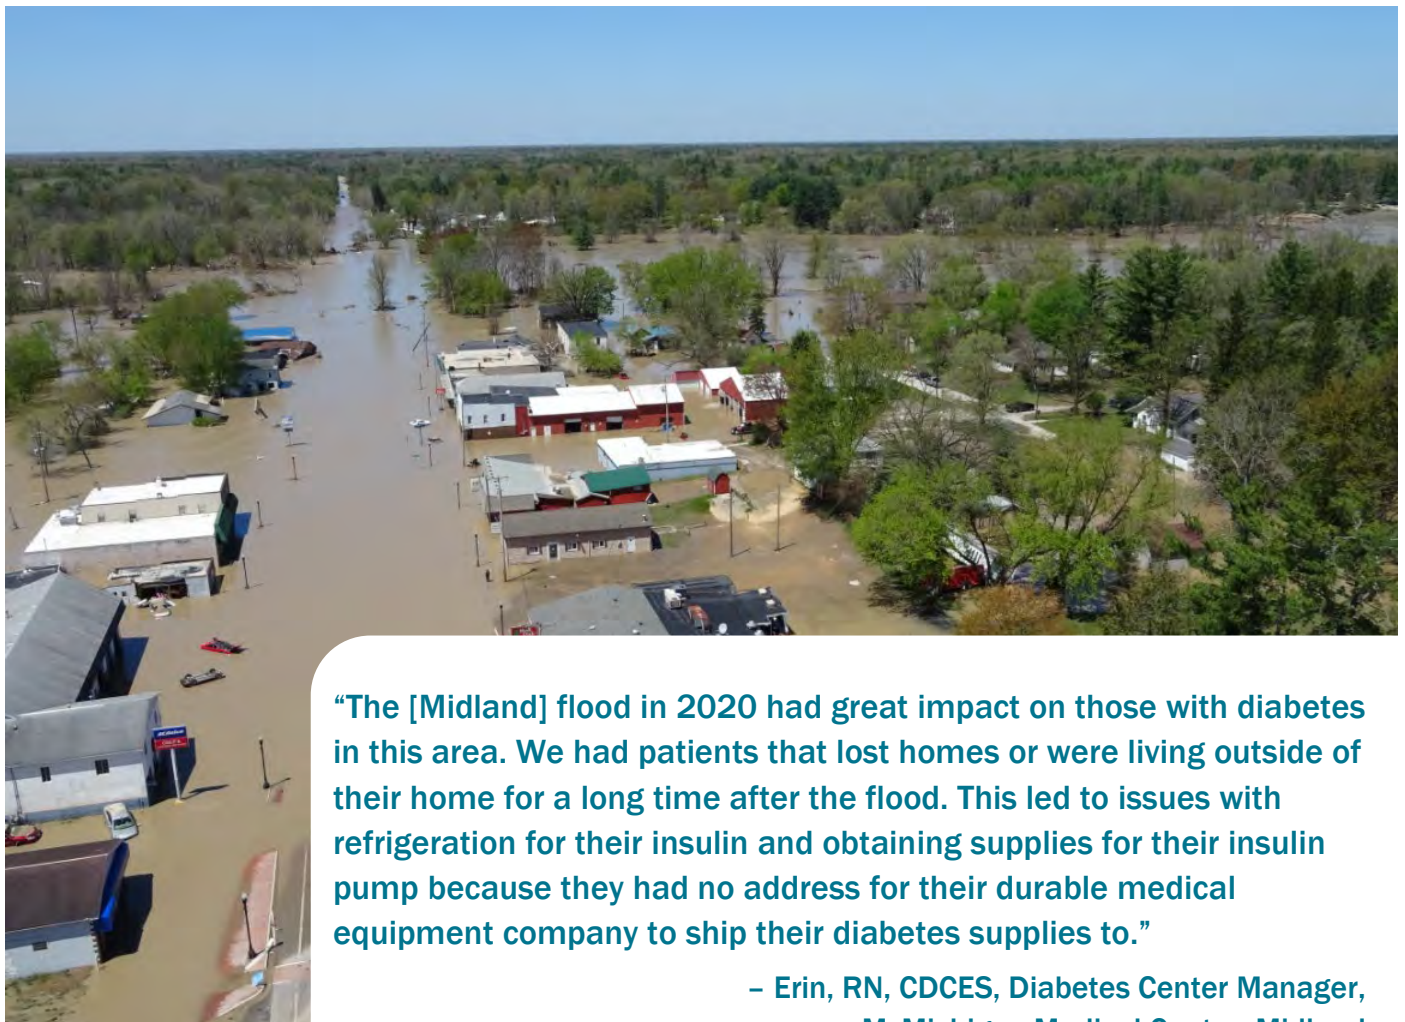 “The [Midland] flood in 2020 had great impact on those with diabetes
in this area. We had patients that lost homes or were living outside of
their home for a long time after the flood. This led to issues with
refrigeration for their insulin and obtaining supplies for their insulin
pump because they had no address for their durable medical
equipment company to ship their diabetes supplies to.”
– Erin, RN, CDCES, Diabetes Center Manager,
Medical Center, Midland